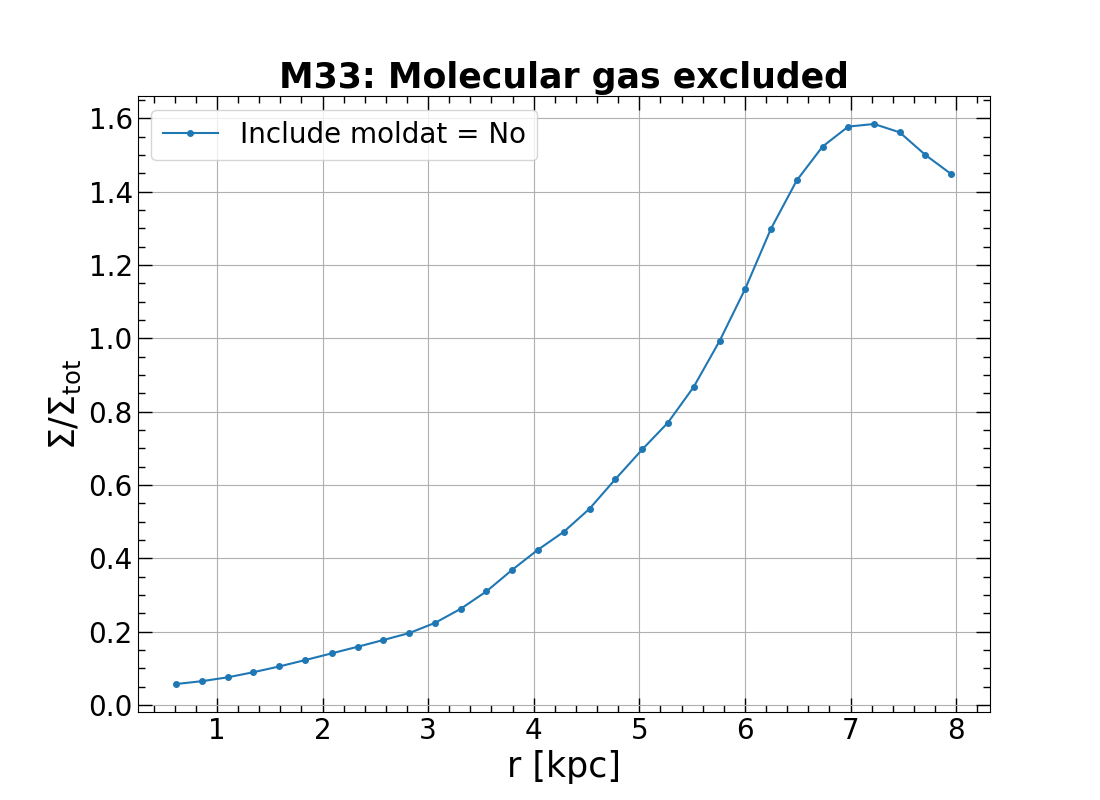 M33: Molecular gas excluded
Include moldat = No
Σ/Σtot
1.6
1.4
1.2
1.0
0.8
0.6
0.4
0.2
0.0
1 2 3 4 5 6 7 8
r [kpc]